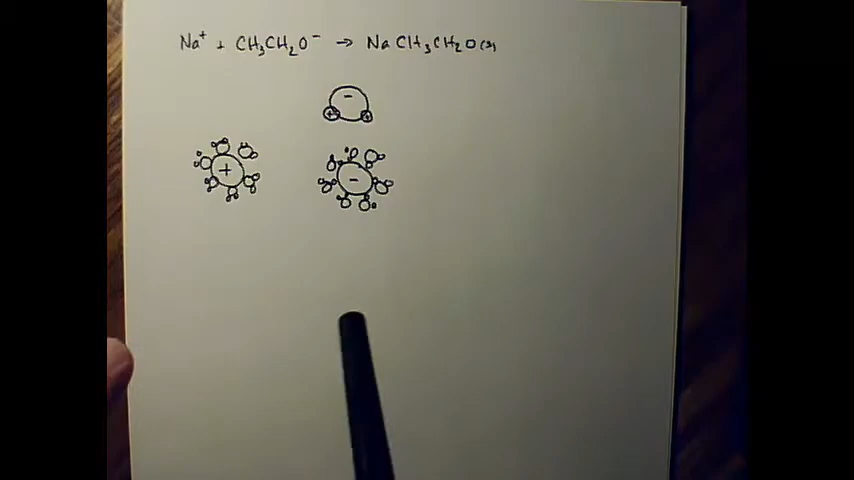 Na⁺ + CH₃CH₂O⁻ → NaCH₃CH₂O(s)
-
+ +
+ -